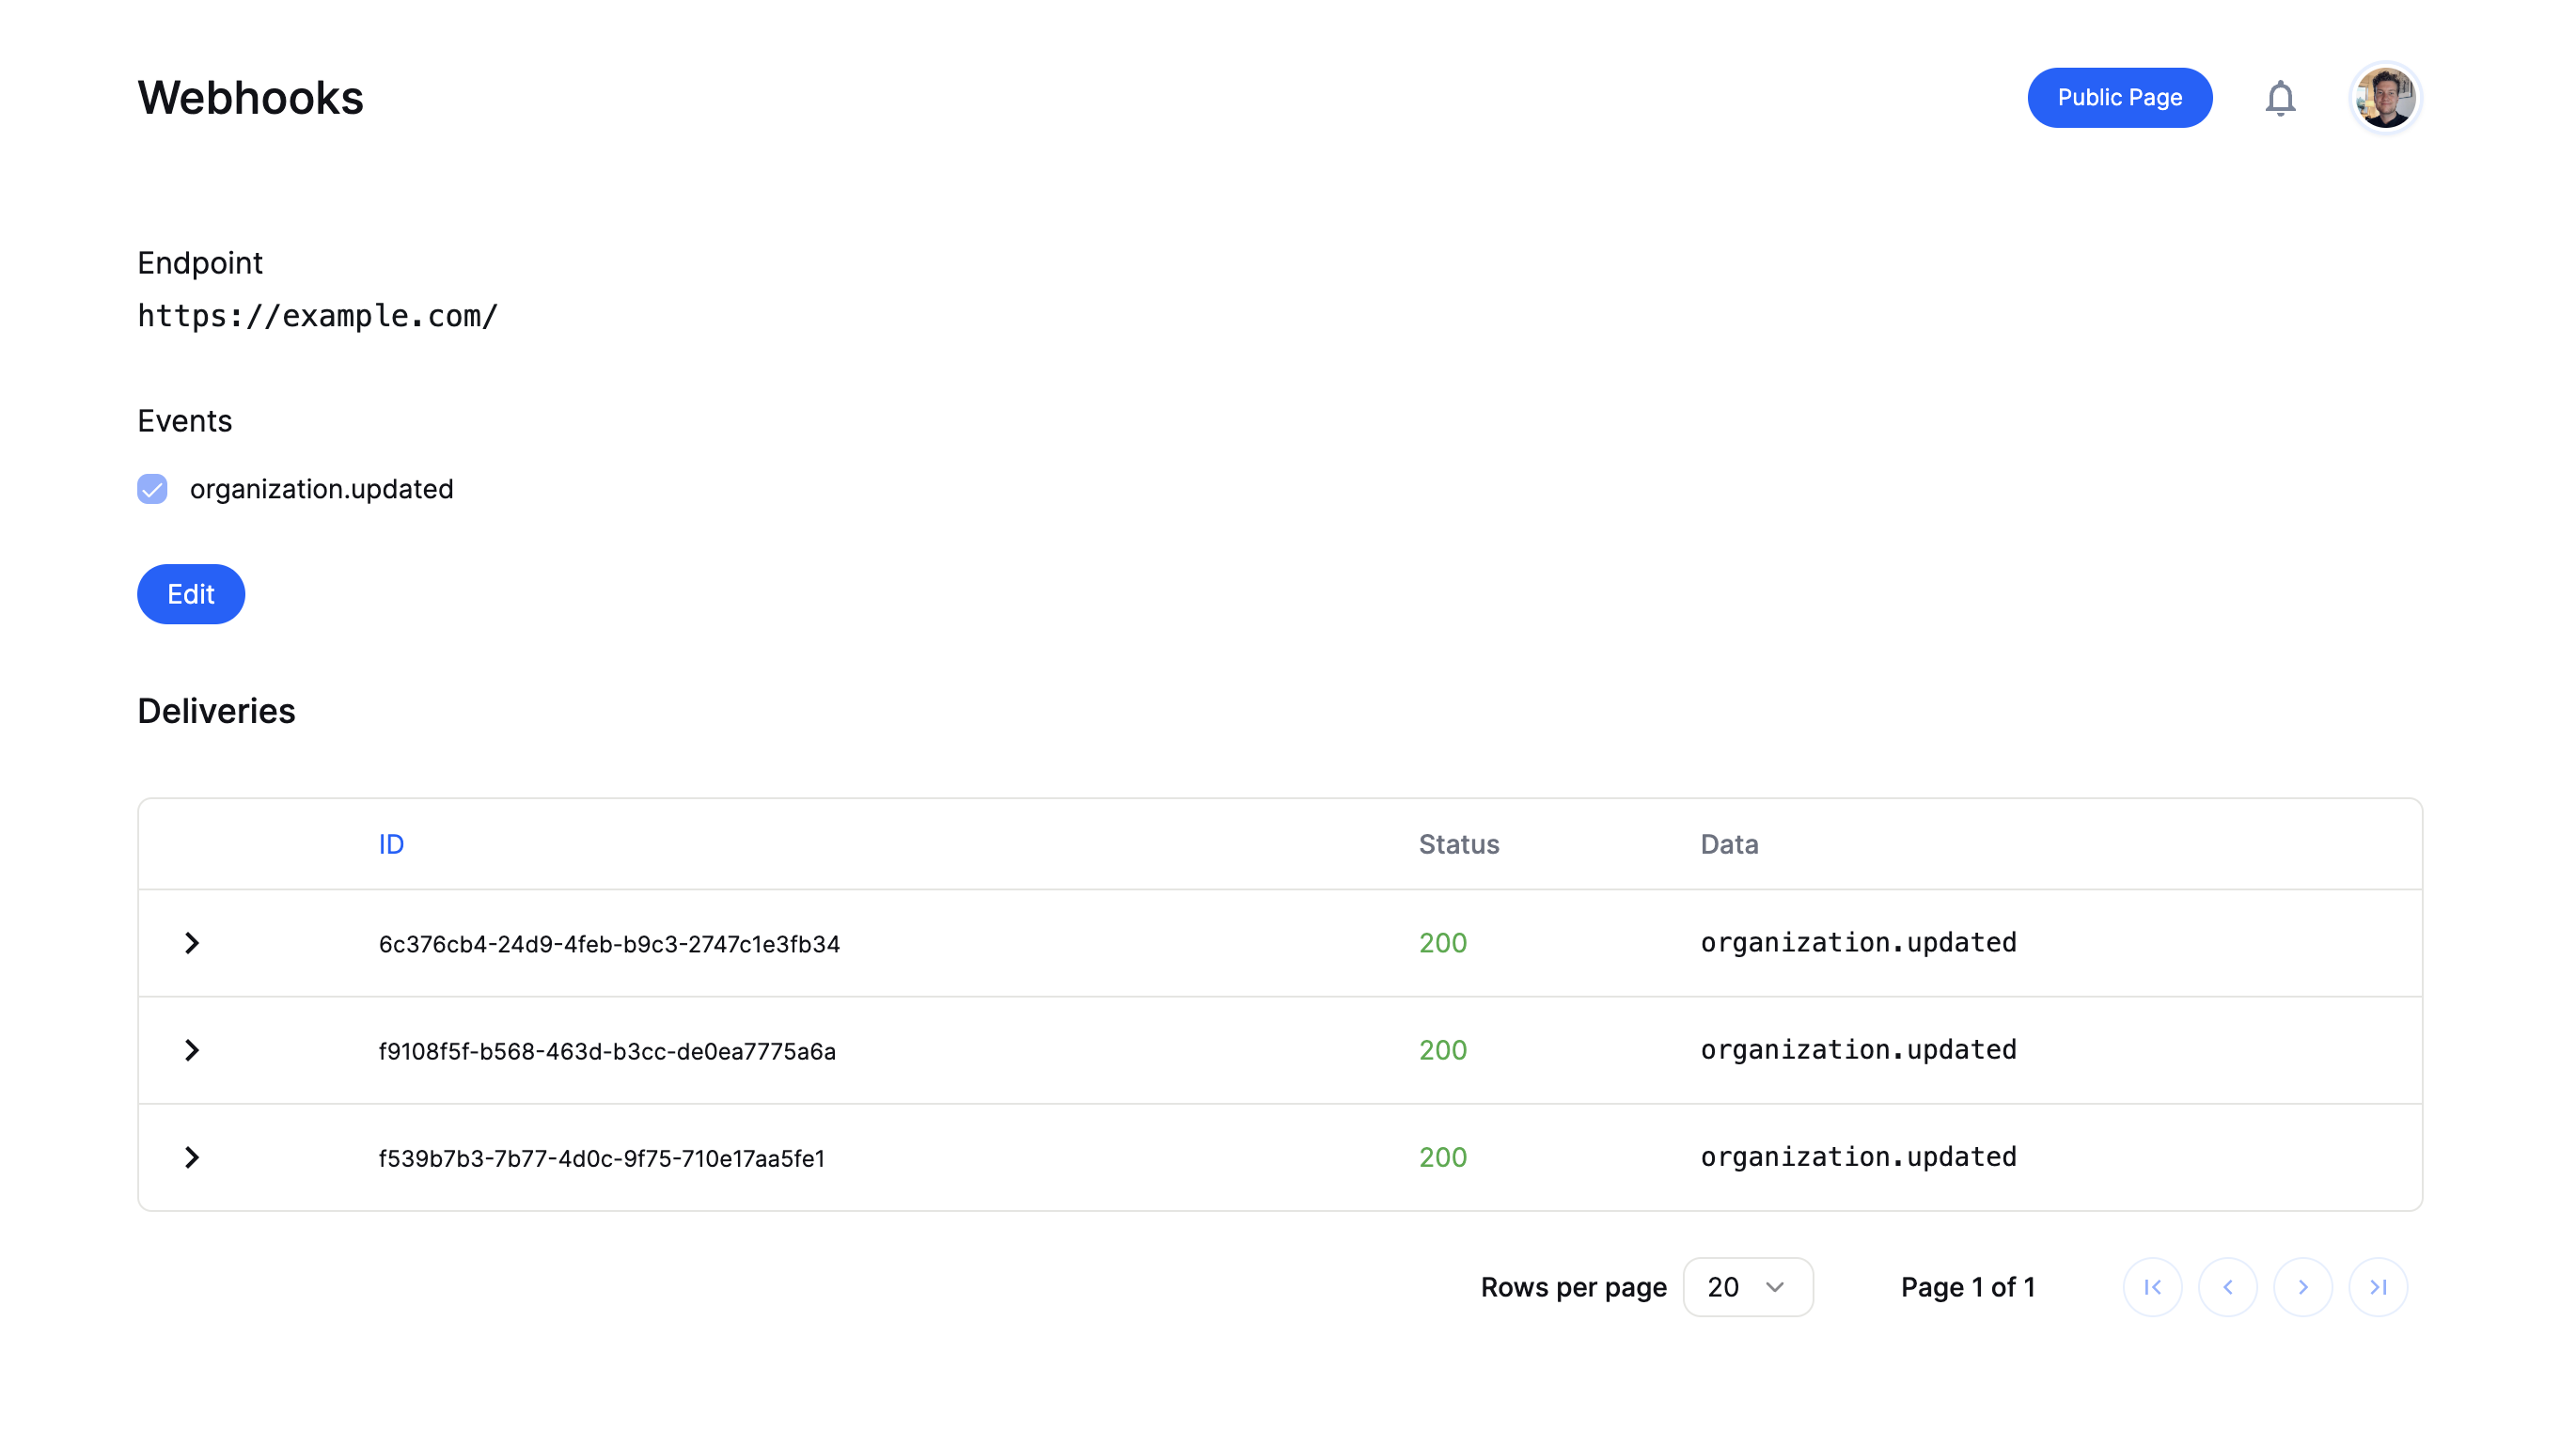 Webhooks
Public Page
Endpoint
https://example.com/
Events
organization.updated
Edit
Deliveries
ID Status Data
6c376cb4-24d9-4feb-b9c3-2747c1e3fb34 200 organization.updated
f9108f5f-b568-463d-b3cc-de0ea7775a6a 200 organization.updated
f539b7b3-7b77-4d0c-9f75-710e17aa5fe1 200 organization.updated
Rows per page 20 Page 1 of 1